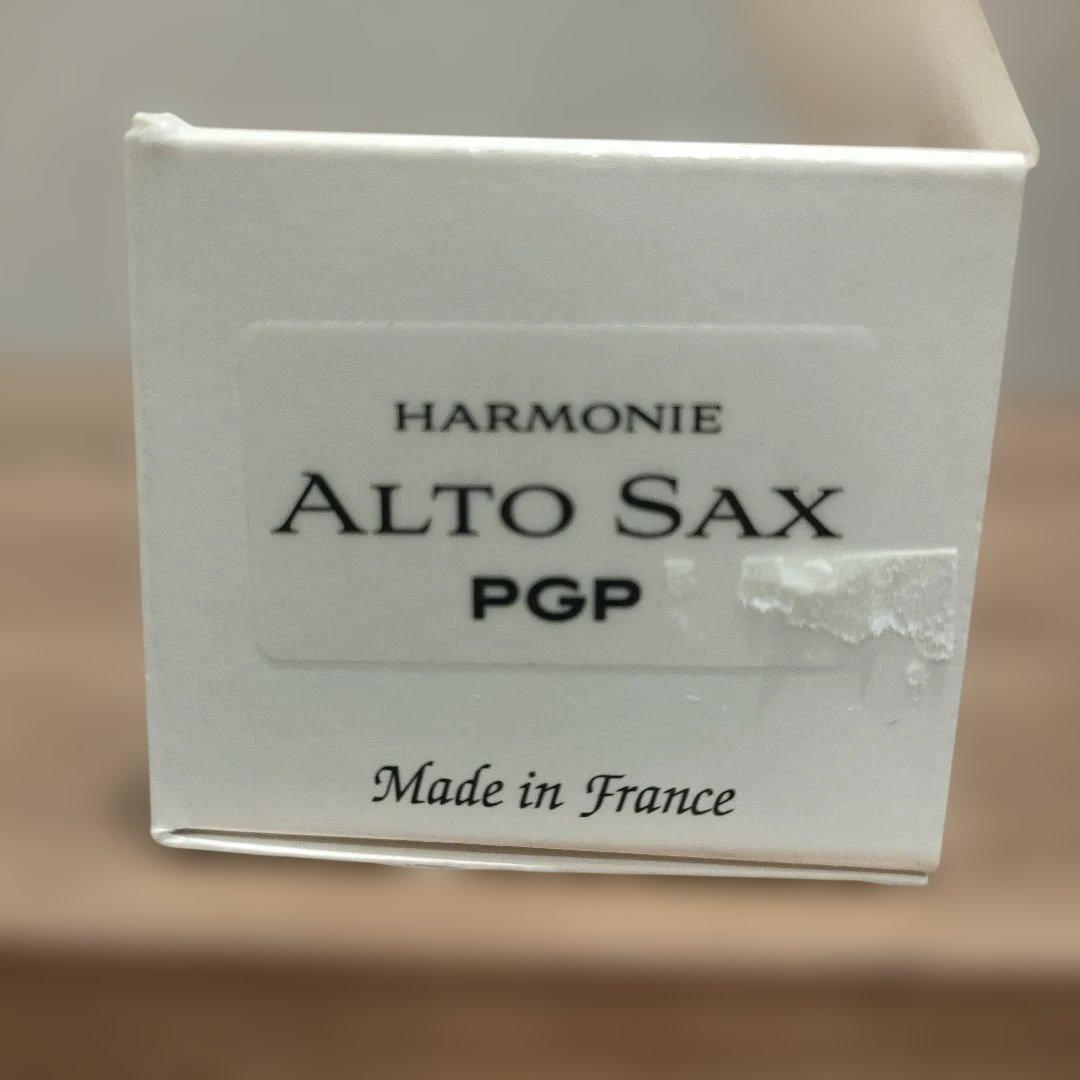 HARMONIE
ALTO SAX
PGP
Made in France